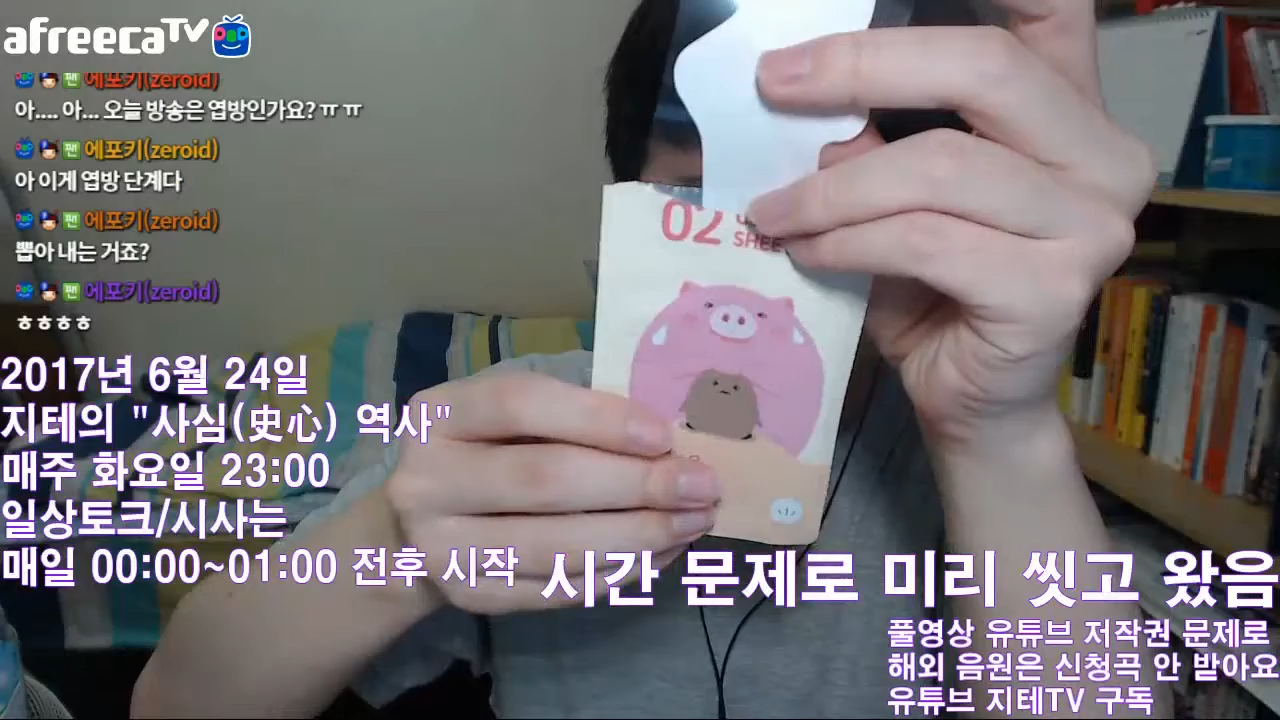 afreecaTV
에포키(zeroid)
아.... 아... 오늘 방송은 엽방인가요? ㅠㅠ
에포키(zeroid)
아 이게 엽방 단계다
에포키(zeroid)
뽑아 내는 거죠?
에포키(zeroid)
ㅎㅎㅎㅎ
2017년 6월 24일
지테의 "사심(史心) 역사"
매주 화요일 23:00
일상토크/시사는
매일 00:00~01:00 전후 시작
02
SHEE
시간 문제로 미리 씻고 왔음
풀영상 유튜브 저작권 문제로
해외 음원은 신청곡 안 받아요
유튜브 지테TV 구독